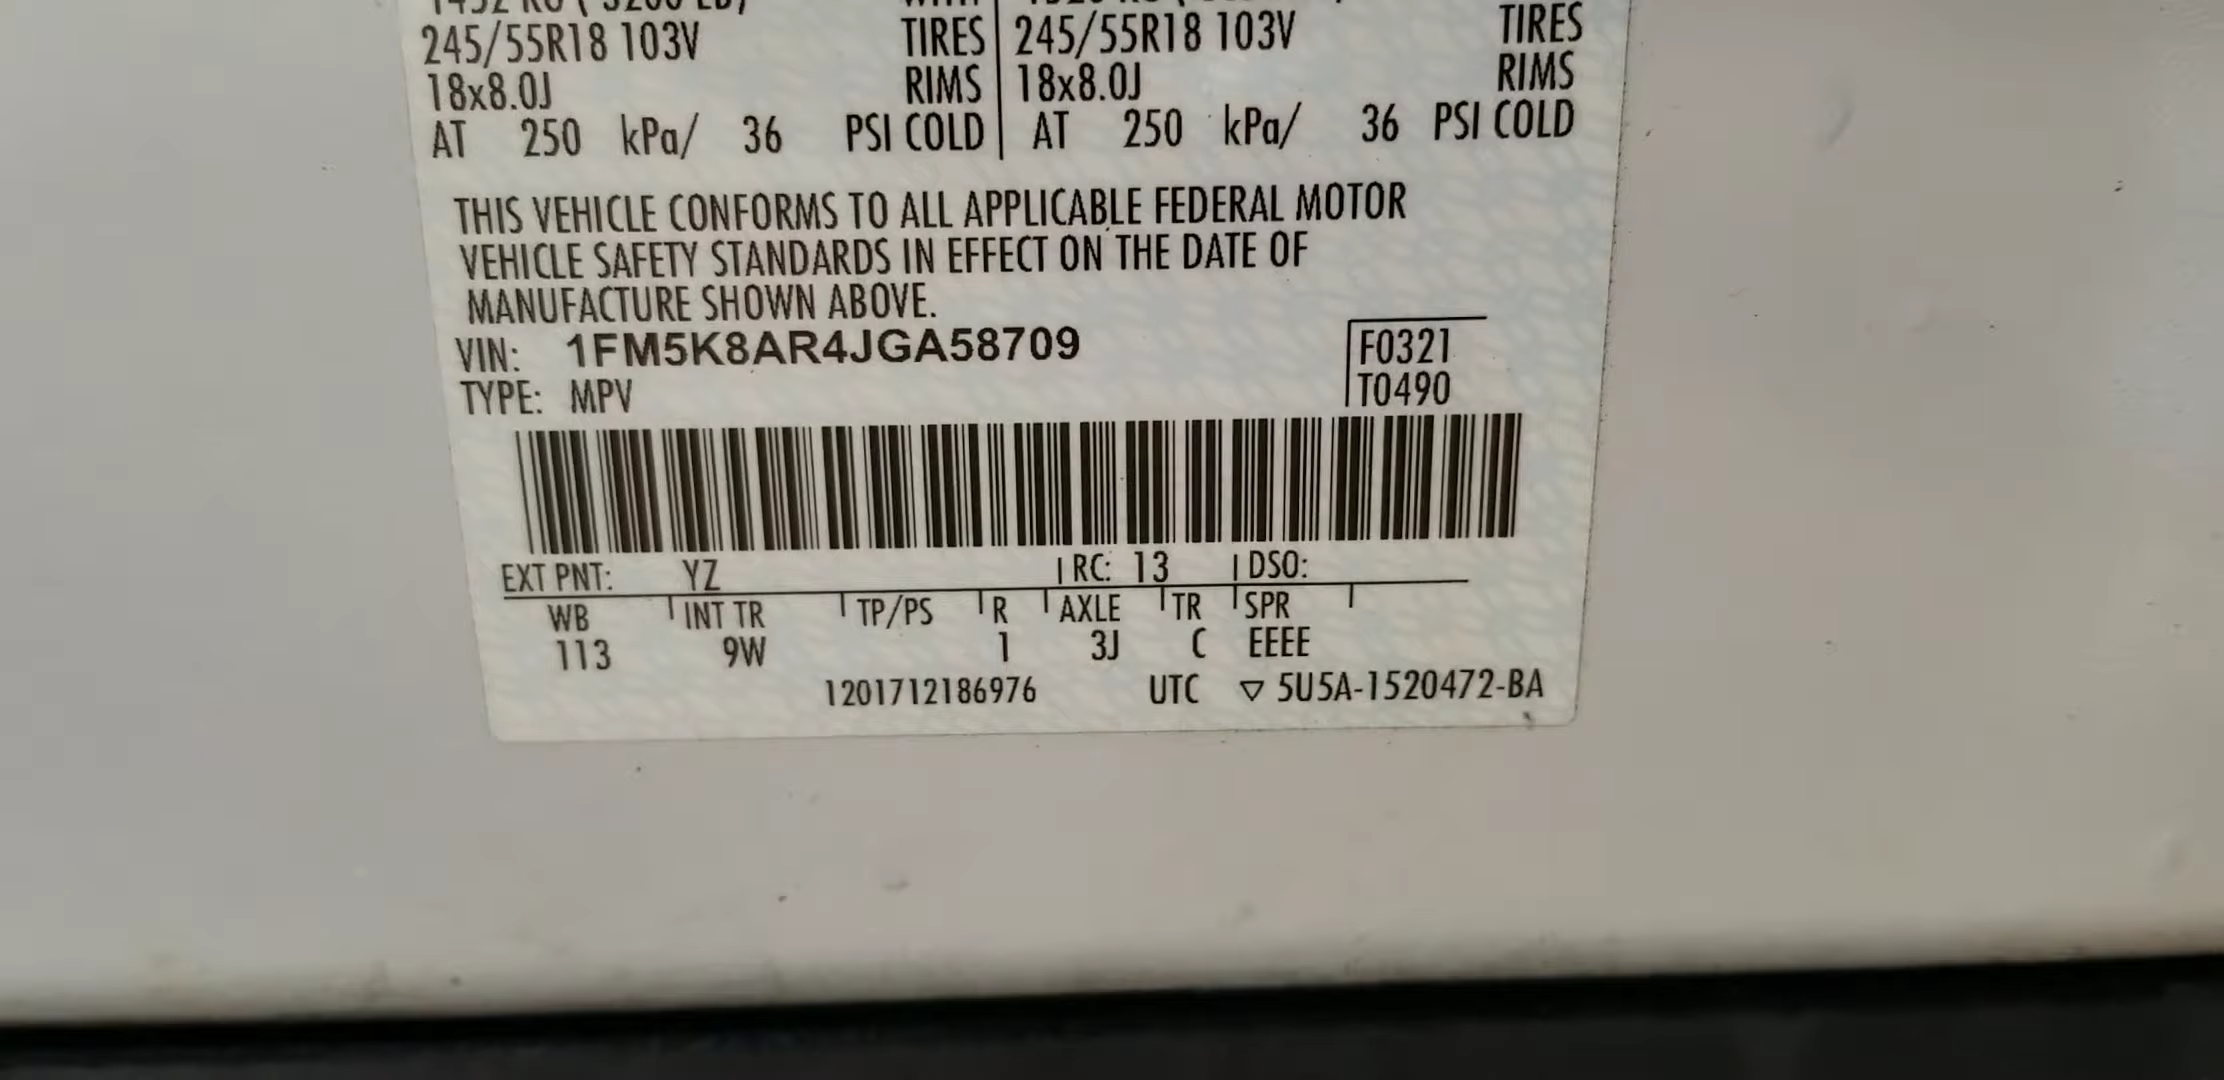 245/55R18 103V TIRES 245/55R18 103V TIRES
18x8.0J RIMS 18x8.0J RIMS
AT 250 kPa/ 36 PSI COLD AT 250 kPa/ 36 PSI COLD
THIS VEHICLE CONFORMS TO ALL APPLICABLE FEDERAL MOTOR
VEHICLE SAFETY STANDARDS IN EFFECT ON THE DATE OF
MANUFACTURE SHOWN ABOVE.
VIN: 1FM5K8AR4JGA58709 F0321
TYPE: MPV T0490
EXT PNT: YZ RC: 13 DSO:
WB INT TR TP/PS R AXLE TR SPR
113 9W 1 3J C EEEE
1201712186976 UTC ▽ 5U5A-1520472-BA